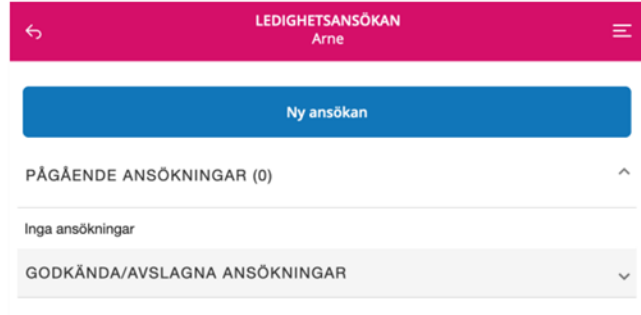 LEDIGHETSANSÖKAN
Arne
Ny ansökan
PÅGÅENDE ANSÖKNINGAR (0)
Inga ansökningar
GODKÄNDA/AVSLAGNA ANSÖKNINGAR